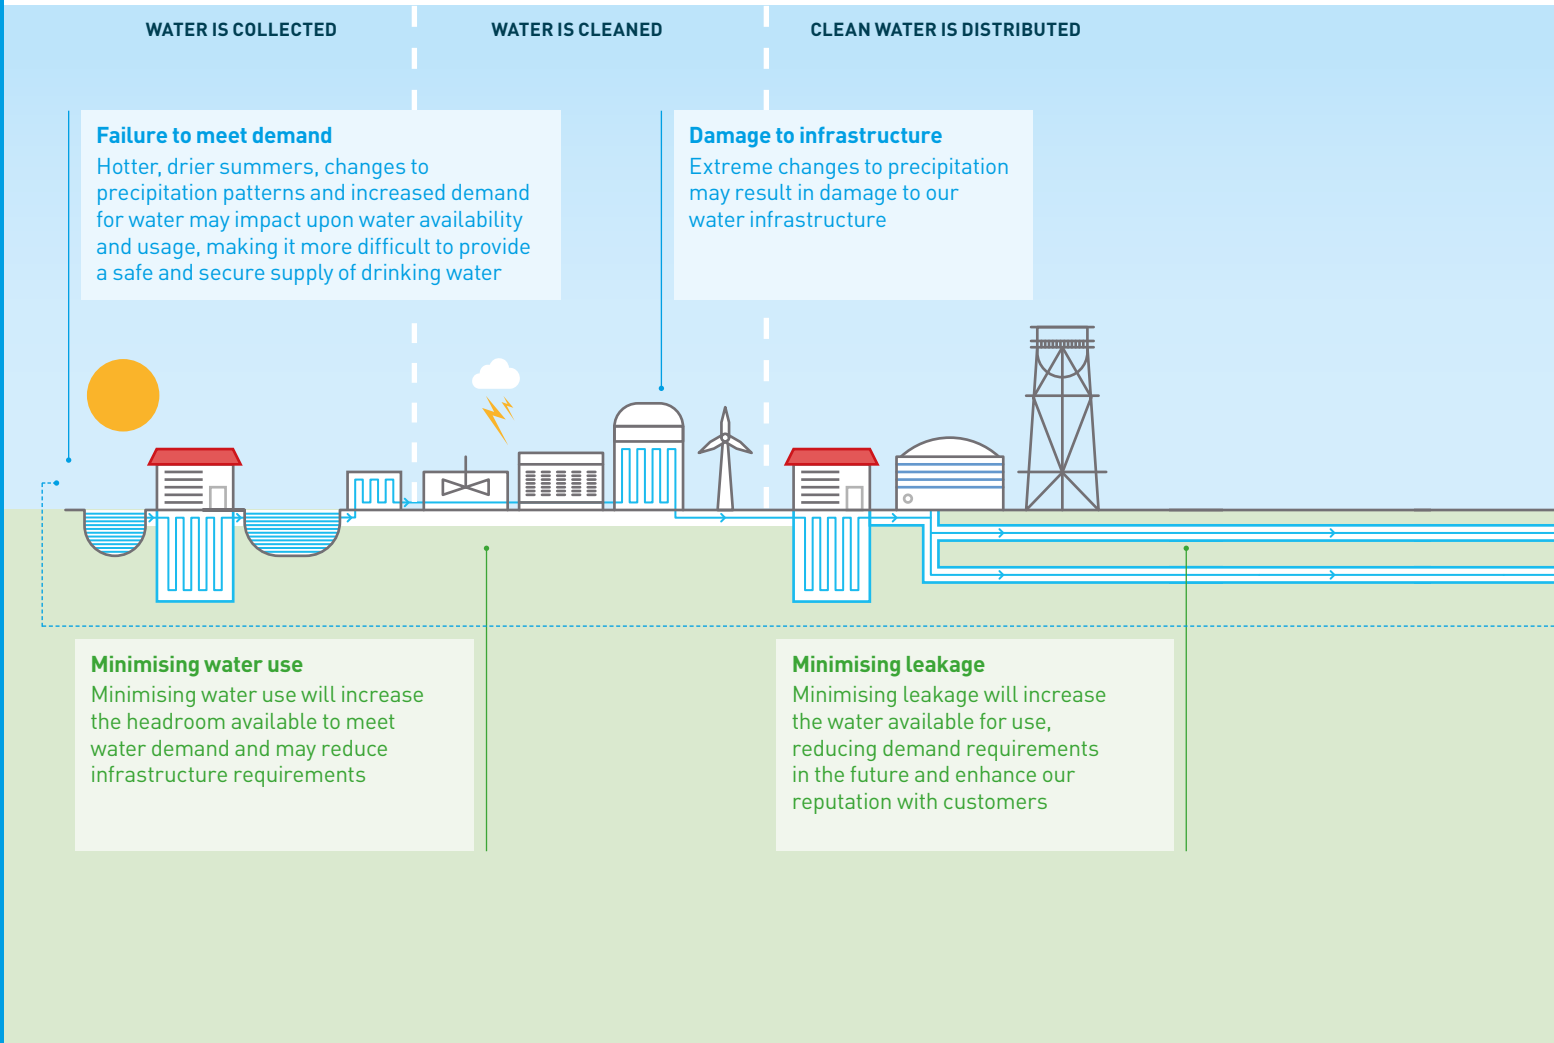 WATER IS COLLECTED
WATER IS CLEANED
CLEAN WATER IS DISTRIBUTED
Failure to meet demand
Hotter, drier summers, changes to
precipitation patterns and increased demand
for water may impact upon water availability
and usage, making it more difficult to provide
a safe and secure supply of drinking water
Damage to infrastructure
Extreme changes to precipitation
may result in damage to our
water infrastructure
Minimising water use
Minimising water use will increase
the headroom available to meet
water demand and may reduce
infrastructure requirements
Minimising leakage
Minimising leakage will increase
the water available for use,
reducing demand requirements
in the future and enhance our
reputation with customers